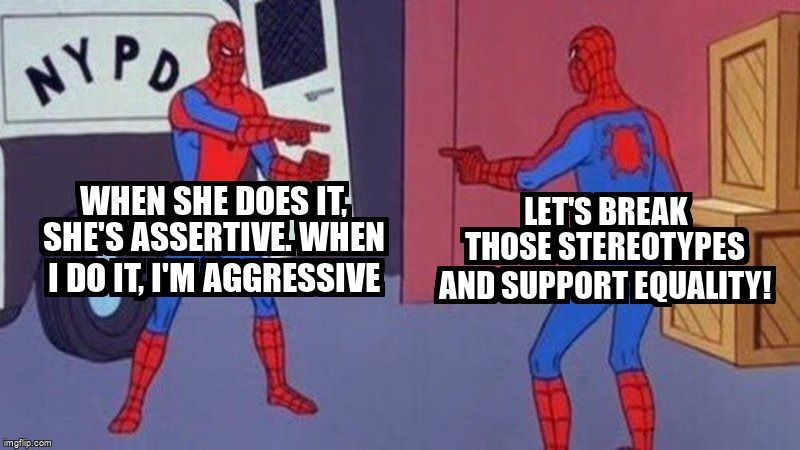 NYPD
WHEN SHE DOES IT,
SHE'S ASSERTIVE. WHEN
I DO IT, I'M AGGRESSIVE
LET'S BREAK
THOSE STEREOTYPES
AND SUPPORT EQUALITY!
imgflip.com